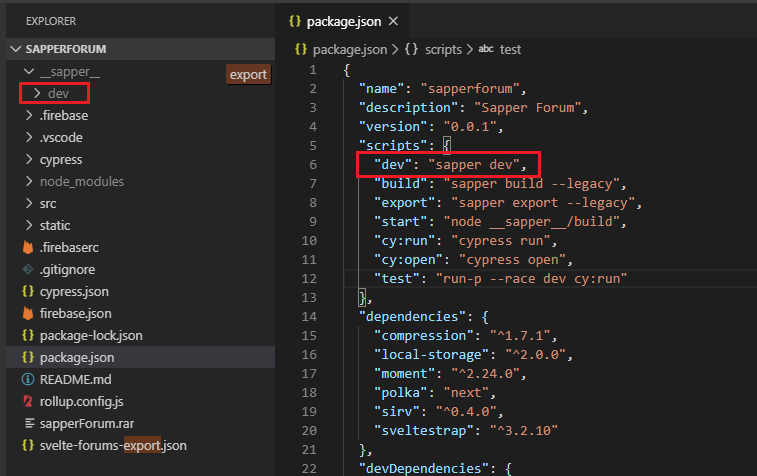 EXPLORER
SAPPERFORUM
__sapper__
export
dev
.firebase
.vscode
cypress
node_modules
src
static
.firebaserc
.gitignore
cypress.json
firebase.json
package-lock.json
package.json
README.md
rollup.config.js
sapperForum.rar
svelte-forums-export.json
{} package.json ×
{} package.json > {} scripts > abc test
1 {
2 "name": "sapperforum",
3 "description": "Sapper Forum",
4 "version": "0.0.1",
5 "scripts": {
6 "dev": "sapper dev",
7 "build": "sapper build --legacy",
8 "export": "sapper export --legacy",
9 "start": "node __sapper__/build",
10 "cy:run": "cypress run",
11 "cy:open": "cypress open",
12 "test": "run-p --race dev cy:run"
13 },
14 "dependencies": {
15 "compression": "^1.7.1",
16 "local-storage": "^2.0.0",
17 "moment": "^2.24.0",
18 "polka": "next",
19 "sirv": "^0.4.0",
20 "sveltestrap": "^3.2.10"
21 },
22 "devDependencies": {